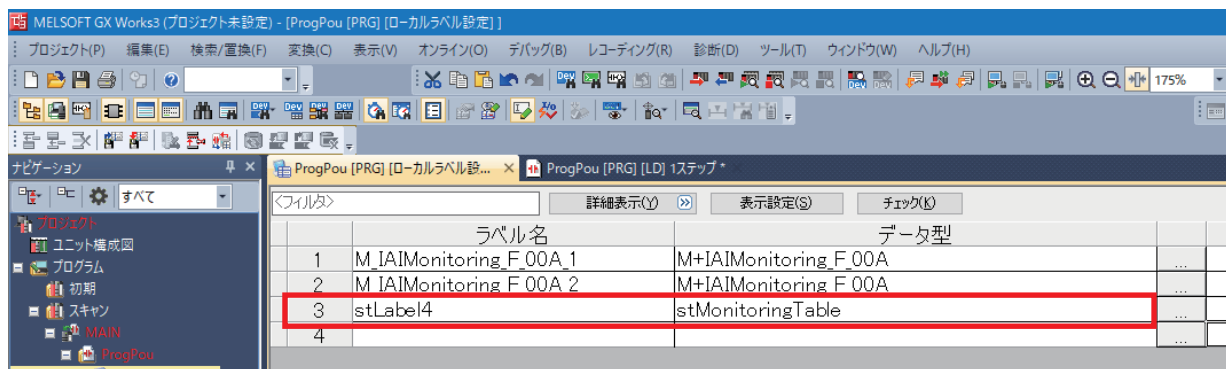 MELSOFT GX Works3 (プロジェクト未設定) - [ProgPou [PRG] [ローカルラベル設定] ]
プロジェクト(P) 編集(E) 検索/置換(F) 変換(C) 表示(V) オンライン(O) デバッグ(B) レコーディング(R) 診断(D) ツール(T) ウィンドウ(W) ヘルプ(H)
175%
ナビゲーション
ProgPou [PRG] [ローカルラベル設... ProgPou [PRG] [LD] 1ステップ *
すべて
<フィルタ> 詳細表示(Y) 表示設定(S) チェック(K)
プロジェクト
ユニット構成図
プログラム
初期
スキャン
MAIN
ProgPou
ラベル名 データ型
1 M_IAIMonitoring_F_00A_1 M+IAIMonitoring_F_00A ...
2 M_IAIMonitoring_F_00A_2 M+IAIMonitoring_F_00A ...
3 stLabel4 stMonitoringTable ...
4 ...